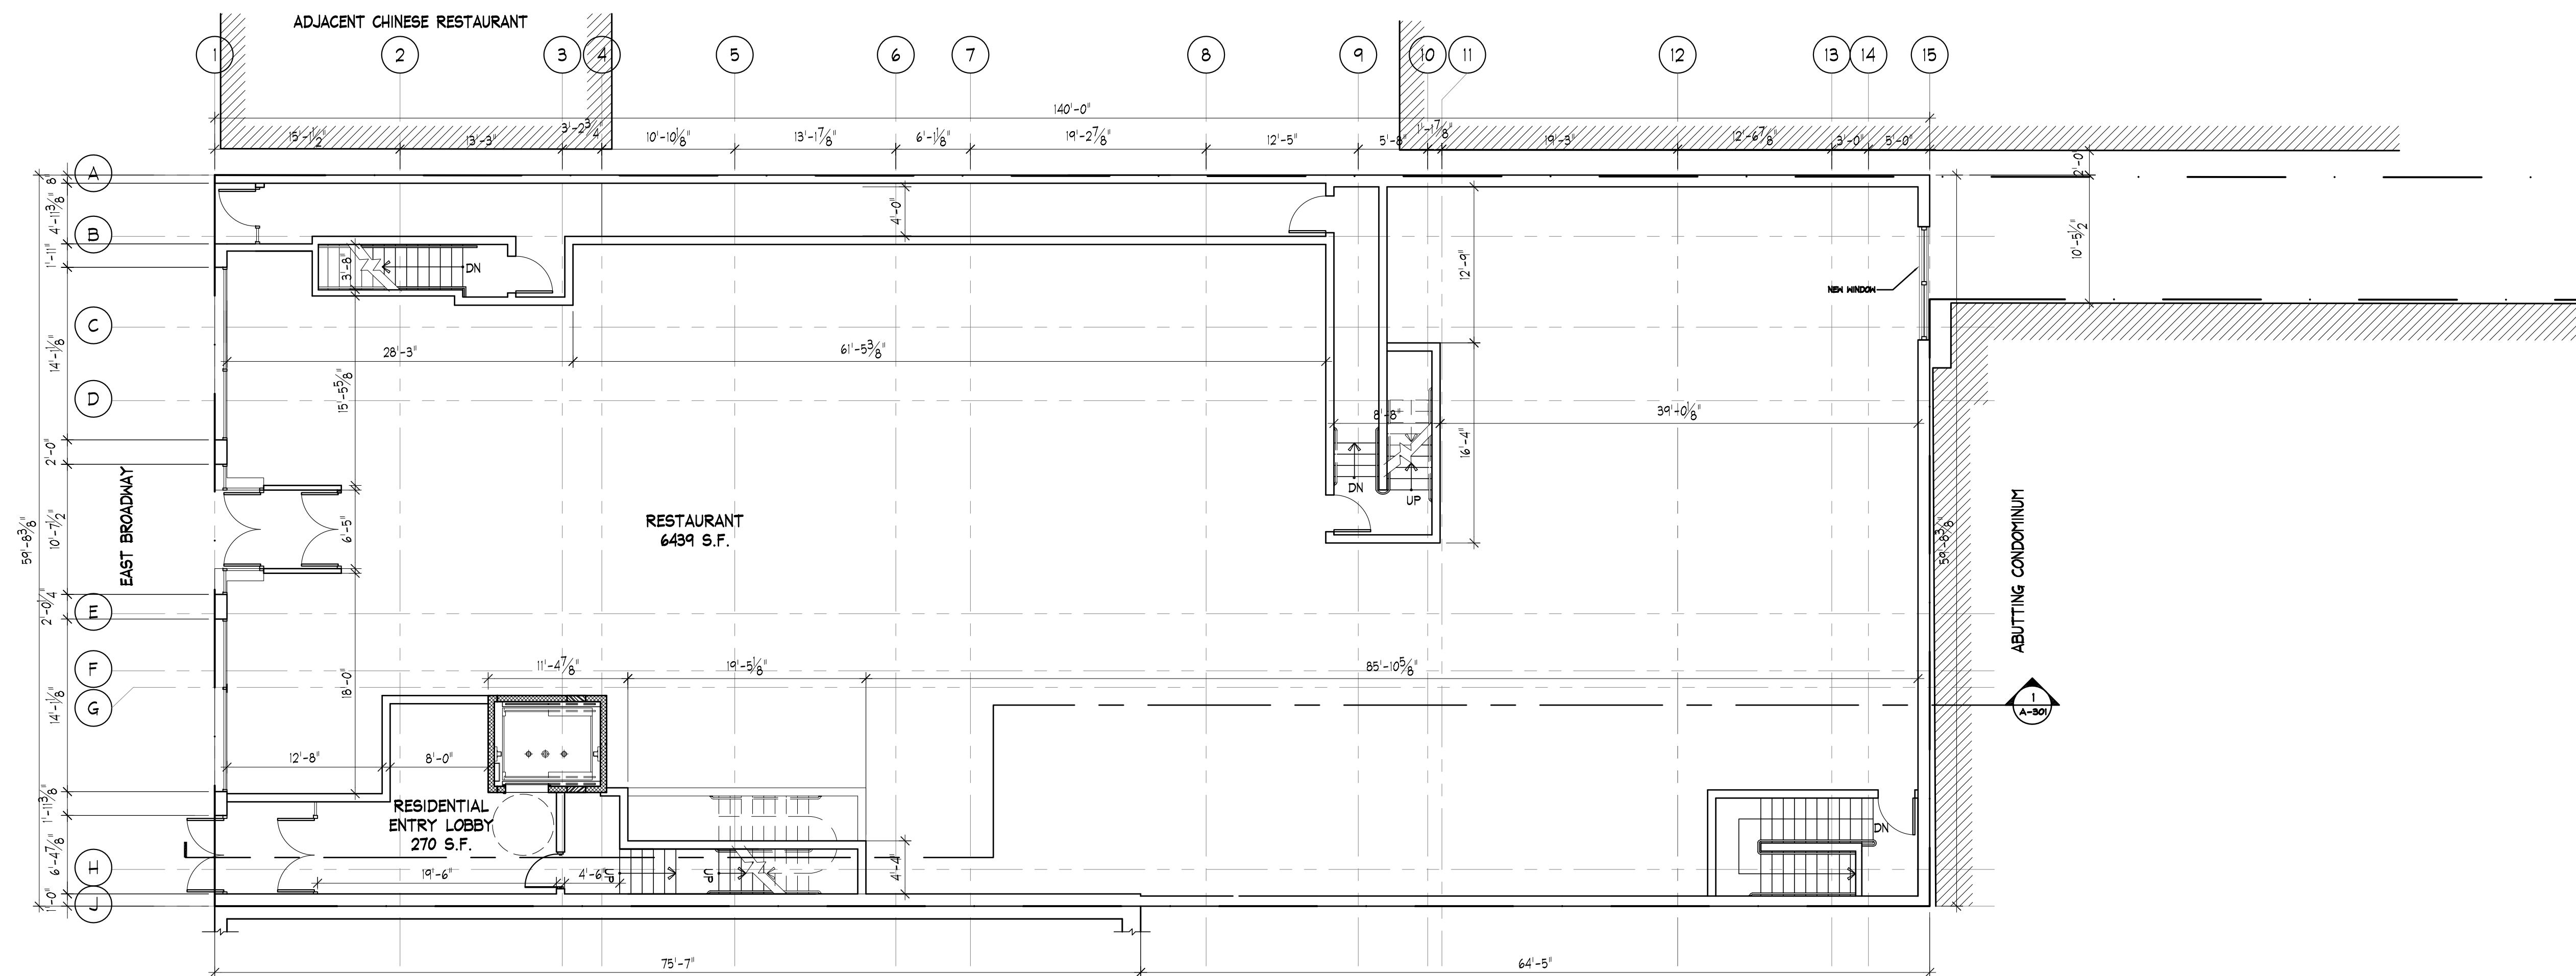 ADJACENT CHINESE RESTAURANT
1
2
3
4
5
6
7
8
9
10
11
12
13
14
15
140'-0"
15'-1 1/2"
13'-3"
3'-2 3/4"
10'-10 1/8"
13'-1 7/8"
6'-1 1/8"
19'-2 7/8"
12'-5"
5'-8"
1'-1 7/8"
19'-3"
12'-6 7/8"
3'-0"
5'-0"
2'-0"
10'-5 1/2"
A
B
C
D
E
F
G
H
J
8"
4'-11 3/8"
1'-11"
14'-1 1/8"
2'-0"
10'-7 1/2"
2'-0 1/4"
14'-1 1/8"
1'-11 3/8"
6'-4 7/8"
1'-0"
59'-8 3/8"
EAST BROADWAY
3'-8"
DN
4'-0"
12'-9"
NEW WINDOW
28'-3"
61'-5 3/8"
15'-5 5/8"
8'-8"
39'-0 1/8"
16'-4"
DN
UP
6'-5"
RESTAURANT
6439 S.F.
59'-8 3/8"
ABUTTING CONDOMINUM
11'-4 7/8"
19'-5 1/8"
85'-10 5/8"
18'-0"
1
A-301
12'-8"
8'-0"
RESIDENTIAL
ENTRY LOBBY
270 S.F.
19'-6"
4'-6"
UP
UP
4'-4"
DN
75'-7"
64'-5"